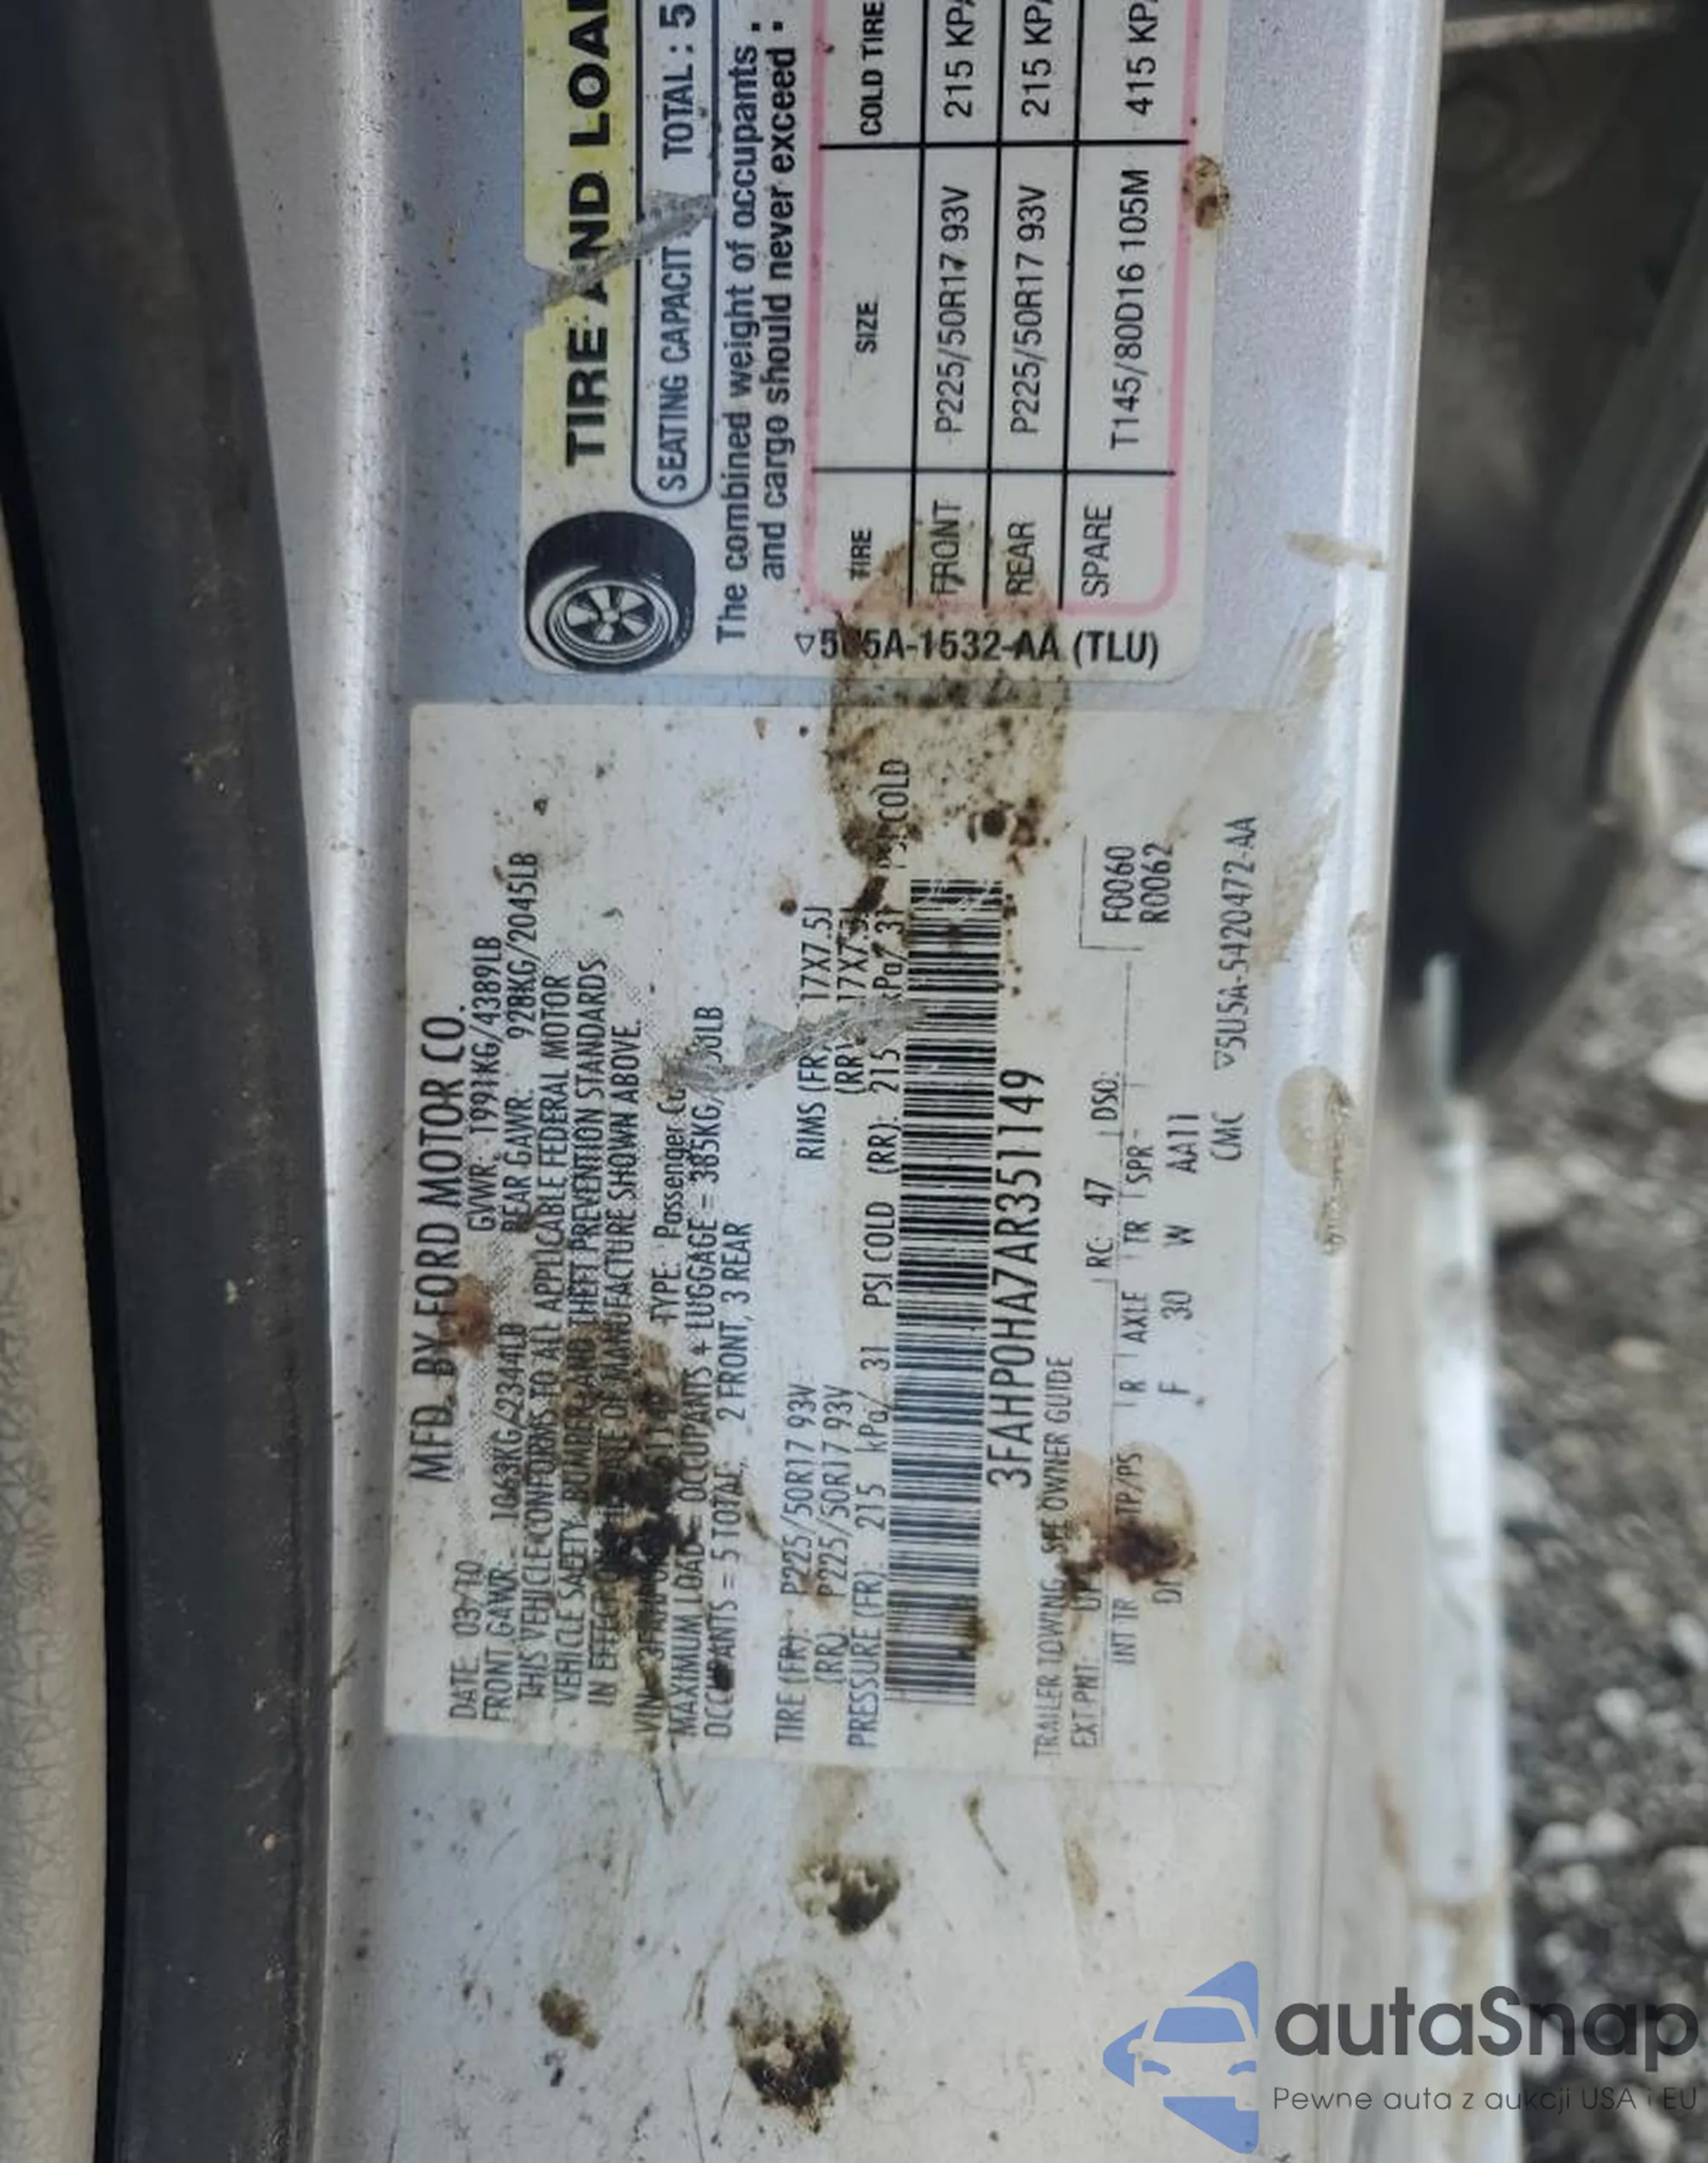 TIRE AND LOA
SEATING CAPACIT TOTAL : 5
The combined weight of occupants
and cargo should never exceed :
TIRE SIZE COLD TIRE
FRONT P225/50R17 93V 215 KPA
REAR P225/50R17 93V 215 KPA
SPARE T145/80D16 105M 415 KPA
5U5A-1532-AA (TLU)
MFD. BY FORD MOTOR CO.
DATE: 03/10 GVWR: 1991KG/4389LB
FRONT GAWR: 1063KG/2344LB REAR GAWR: 928KG/2045LB
THIS VEHICLE CONFORMS TO ALL APPLICABLE FEDERAL MOTOR
VEHICLE SAFETY, BUMPER AND THEFT PREVENTION STANDARDS
IN EFFECT ON THE DATE OF MANUFACTURE SHOWN ABOVE.
VIN: TYPE: Passenger
MAXIMUM LOAD = OCCUPANTS + LUGGAGE = 385KG/
OCCUPANTS = 5 TOTAL, 2 FRONT, 3 REAR
TIRE (FR): P225/50R17 93V RIMS (FR) 17X7.5J
(RR): P225/50R17 93V (RR) 17X7.5J
PRESSURE (FR): 215 kPa/ 31 PSI COLD (RR): 215 kPa/ 31 PSI COLD
3FAHP0HA7AR351149
TRAILER TOWING - SEE OWNER GUIDE
EXT PNT: RC: 47 DSO: F0060
INT TR TP/PS R AXLE TR SPR R0062
F 30 W AA11
CMC ▽5U5A-5420472-AA
autaSnap
Pewne auta z aukcji USA i EU